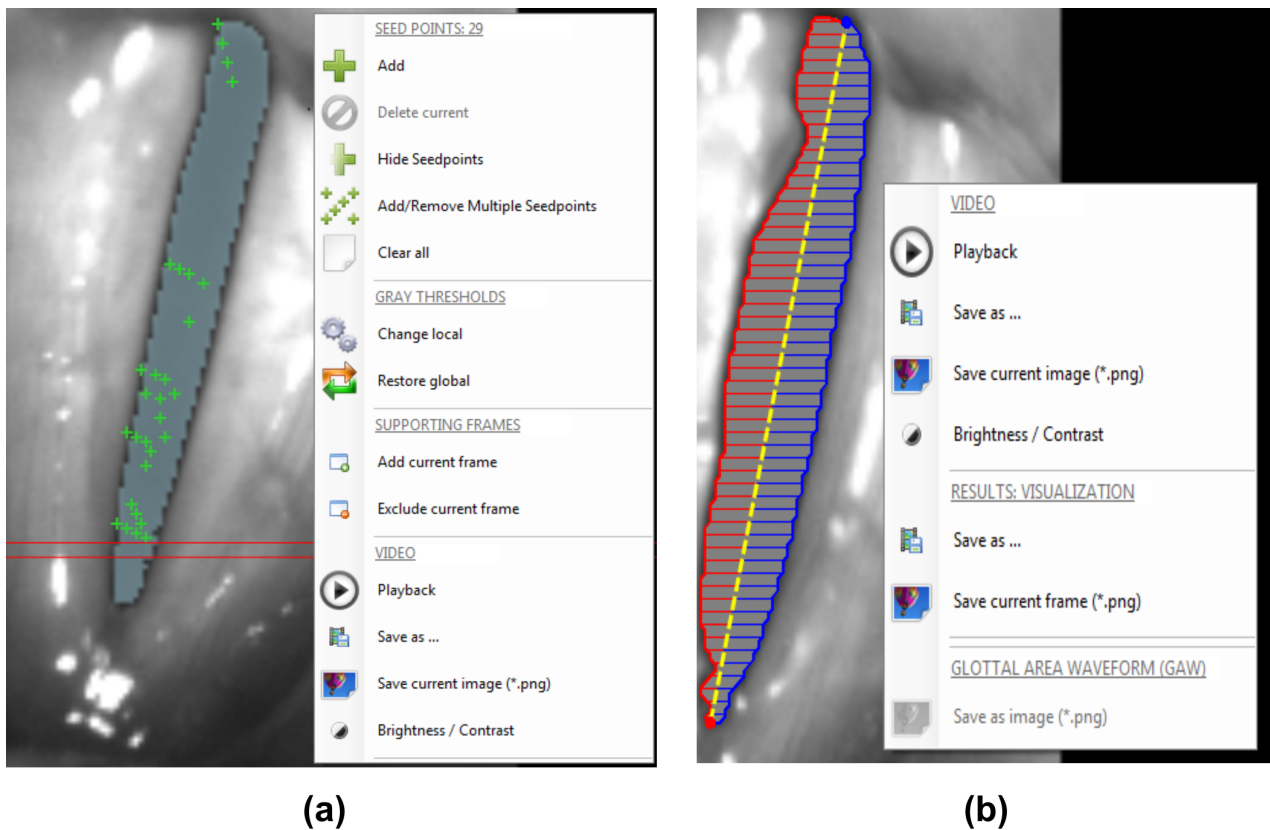 SEED POINTS: 29
Add
Delete current
Hide Seedpoints
Add/Remove Multiple Seedpoints
Clear all
GRAY THRESHOLDS
Change local
Restore global
SUPPORTING FRAMES
Add current frame
Exclude current frame
VIDEO
Playback
Save as ...
Save current image (*.png)
Brightness / Contrast
(a)
VIDEO
Playback
Save as ...
Save current image (*.png)
Brightness / Contrast
RESULTS: VISUALIZATION
Save as ...
Save current frame (*.png)
GLOTTAL AREA WAVEFORM (GAW)
Save as image (*.png)
(b)